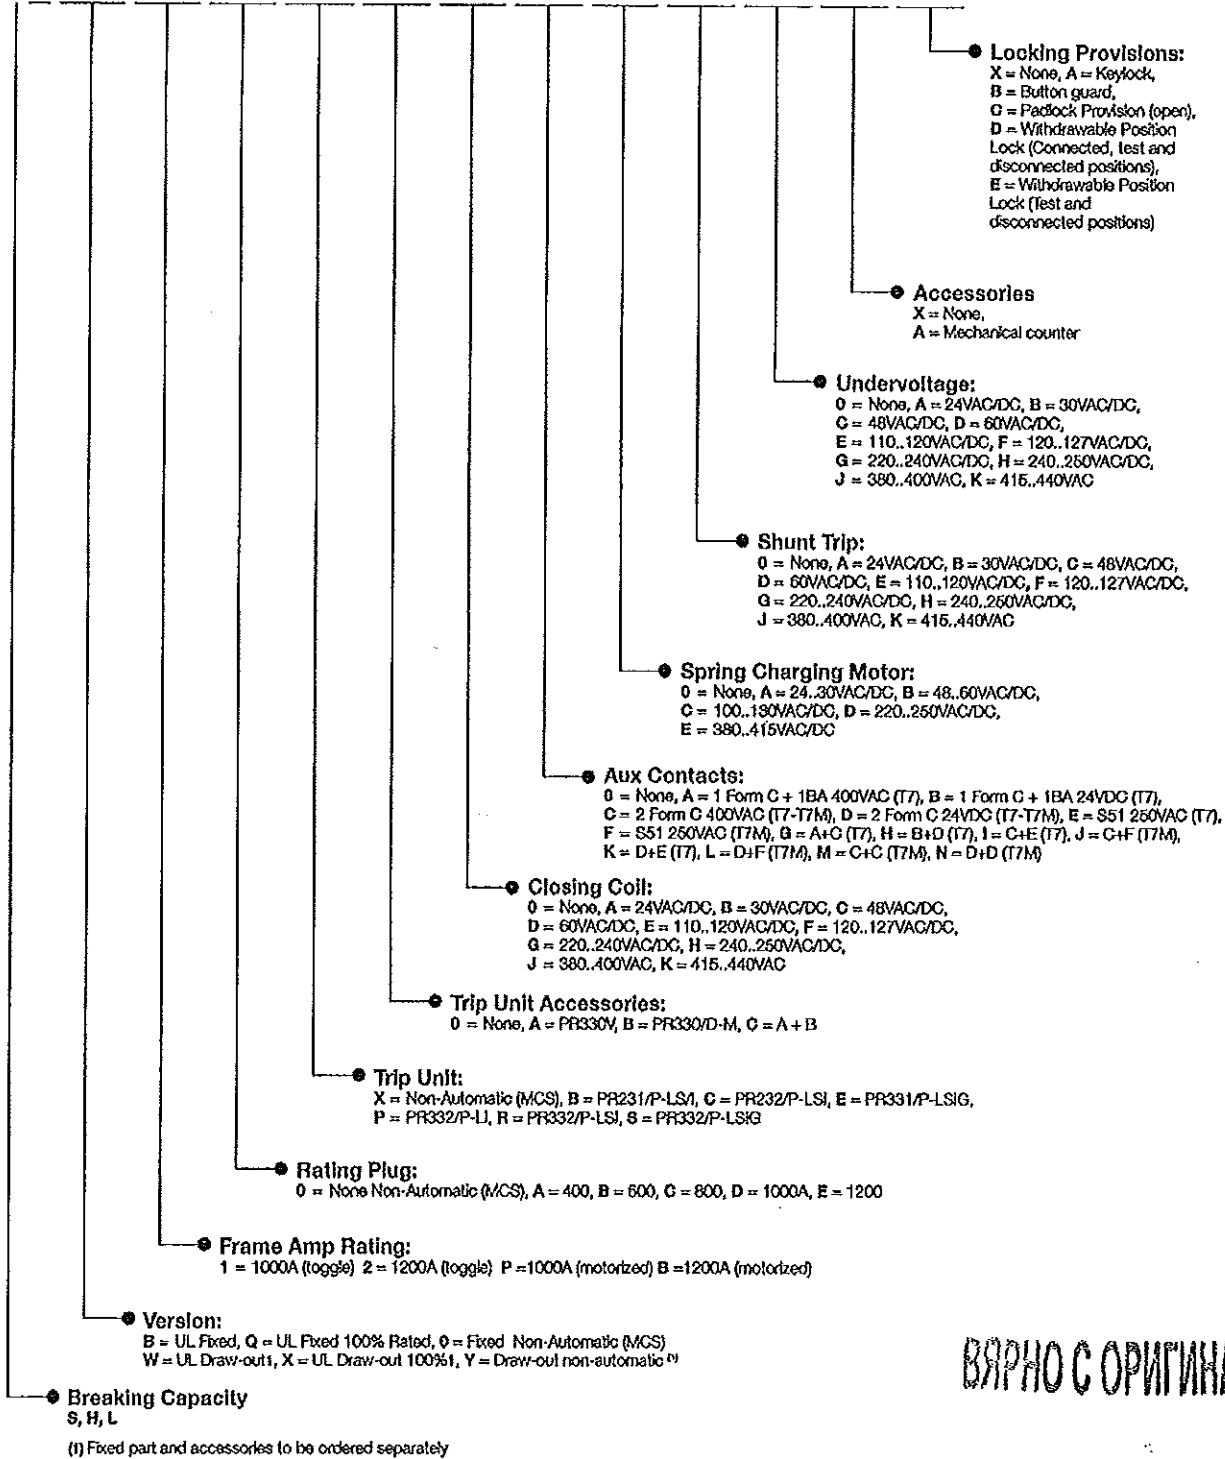 Locking Provisions:
X = None, A = Keylock,
B = Button guard,
C = Padlock Provision (open),
D = Withdrawable Position
Lock (Connected, test and
disconnected positions),
E = Withdrawable Position
Lock (Test and
disconnected positions)
Accessories
X = None,
A = Mechanical counter
Undervoltage:
0 = None, A = 24VAC/DC, B = 30VAC/DC,
C = 48VAC/DC, D = 60VAC/DC,
E = 110..120VAC/DC, F = 120..127VAC/DC,
G = 220..240VAC/DC, H = 240..250VAC/DC,
J = 380..400VAC, K = 415..440VAC
Shunt Trip:
0 = None, A = 24VAC/DC, B = 30VAC/DC, C = 48VAC/DC,
D = 60VAC/DC, E = 110..120VAC/DC, F = 120..127VAC/DC,
G = 220..240VAC/DC, H = 240..250VAC/DC,
J = 380..400VAC, K = 415..440VAC
Spring Charging Motor:
0 = None, A = 24..30VAC/DC, B = 48..60VAC/DC,
C = 100..130VAC/DC, D = 220..250VAC/DC,
E = 380..415VAC/DC
Aux Contacts:
0 = None, A = 1 Form C + 1BA 400VAC (T7), B = 1 Form C + 1BA 24VDC (T7),
C = 2 Form C 400VAC (T7-T7M), D = 2 Form C 24VDC (T7-T7M), E = S51 250VAC (T7),
F = S51 250VAC (T7M), G = A+C (T7), H = B+D (T7), I = C+E (T7), J = C+F (T7M),
K = D+E (T7), L = D+F (T7M), M = C+C (T7M), N = D+D (T7M)
Closing Coil:
0 = None, A = 24VAC/DC, B = 30VAC/DC, C = 48VAC/DC,
D = 60VAC/DC, E = 110..120VAC/DC, F = 120..127VAC/DC,
G = 220..240VAC/DC, H = 240..250VAC/DC,
J = 380..400VAC, K = 415..440VAC
Trip Unit Accessories:
0 = None, A = PR330V, B = PR330/D-M, C = A + B
Trip Unit:
X = Non-Automatic (MCS), B = PR231/P-LS/I, C = PR232/P-LSI, E = PR331/P-LSIG,
P = PR332/P-LI, R = PR332/P-LSI, S = PR332/P-LSIG
Rating Plug:
0 = None Non-Automatic (MCS), A = 400, B = 600, C = 800, D = 1000A, E = 1200
Frame Amp Rating:
1 = 1000A (toggle) 2 = 1200A (toggle) P =1000A (motorized) B =1200A (motorized)
Version:
B = UL Fixed, Q = UL Fixed 100% Rated, 0 = Fixed Non-Automatic (MCS)
W = UL Draw-out1, X = UL Draw-out 100%1, Y = Draw-out non-automatic (1)
Breaking Capacity
S, H, L
(1) Fixed part and accessories to be ordered separately
ВЯРНО С ОРИГИНА